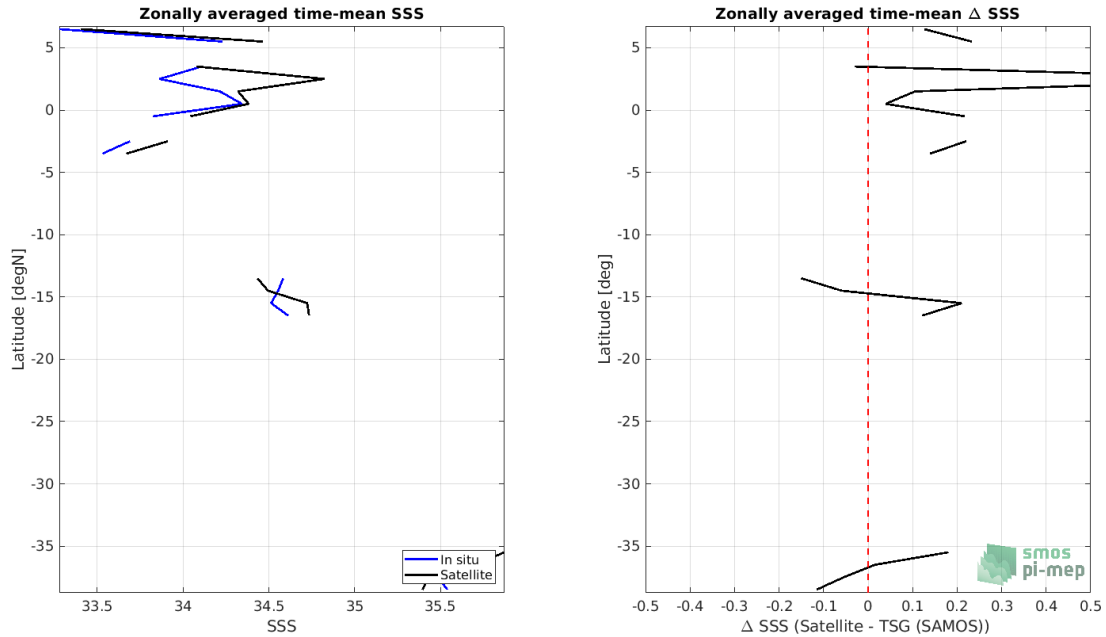 Zonally averaged time-mean SSS
Latitude [degN]
5
0
-5
-10
-15
-20
-25
-30
-35
33.5 34 34.5 35 35.5
SSS
In situ
Satellite
Zonally averaged time-mean Δ SSS
Latitude [deg]
5
0
-5
-10
-15
-20
-25
-30
-35
-0.5 -0.4 -0.3 -0.2 -0.1 0 0.1 0.2 0.3 0.4 0.5
Δ SSS (Satellite - TSG (SAMOS))
smos
pi-mep